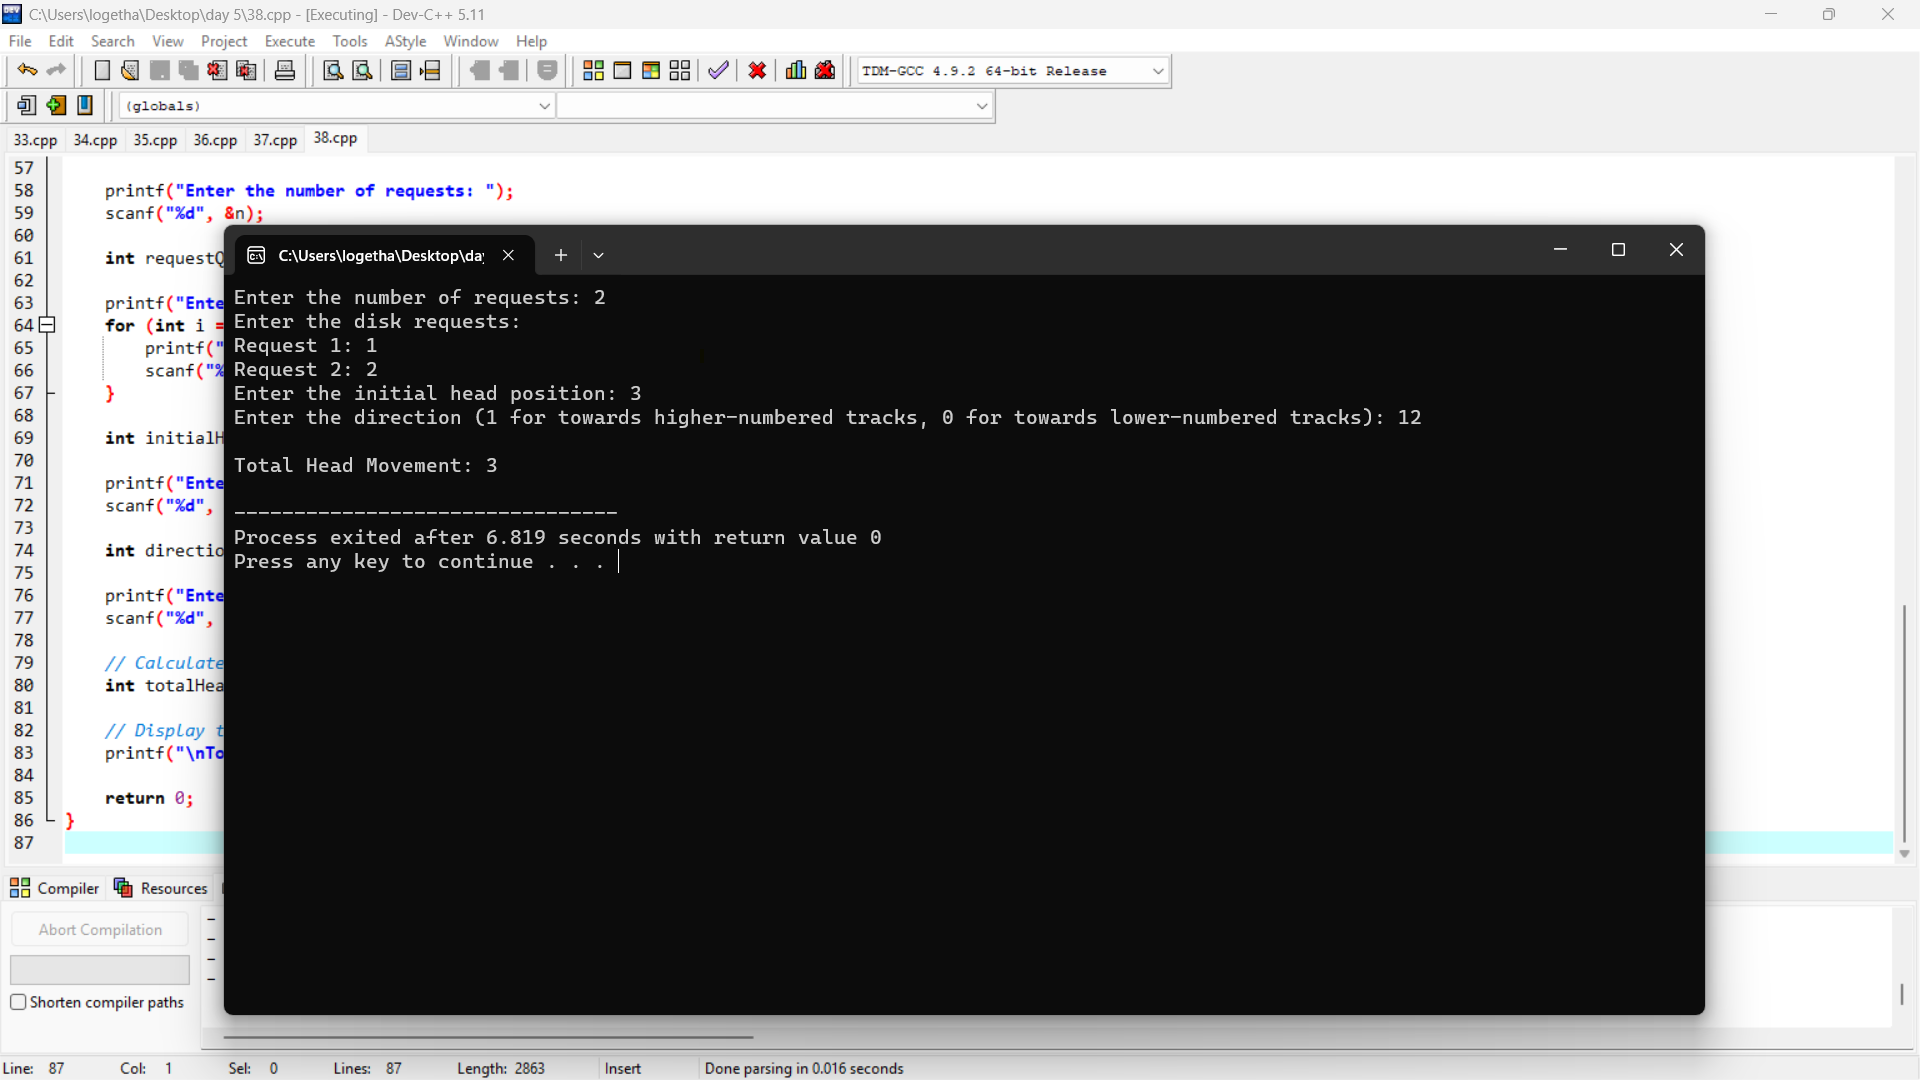 C:\Users\logetha\Desktop\day 5\38.cpp - [Executing] - Dev-C++ 5.11
File Edit Search View Project Execute Tools AStyle Window Help
TDM-GCC 4.9.2 64-bit Release
(globals)
33.cpp 34.cpp 35.cpp 36.cpp 37.cpp 38.cpp
57
58 printf("Enter the number of requests: ");
59 scanf("%d", &n);
60
61 int requestQ
62
63 printf("Ente
64 for (int i =
65 printf("
66 scanf("%
67 }
68
69 int initialH
70
71 printf("Ente
72 scanf("%d",
73
74 int directio
75
76 printf("Ente
77 scanf("%d",
78
79 // Calculate
80 int totalHea
81
82 // Display t
83 printf("\nTo
84
85 return 0;
86 }
87
C:\Users\logetha\Desktop\da
Enter the number of requests: 2
Enter the disk requests:
Request 1: 1
Request 2: 2
Enter the initial head position: 3
Enter the direction (1 for towards higher-numbered tracks, 0 for towards lower-numbered tracks): 12
Total Head Movement: 3
--------------------------------
Process exited after 6.819 seconds with return value 0
Press any key to continue . . .
Compiler Resources
Abort Compilation
Shorten compiler paths
-
-
-
-
Line: 87 Col: 1 Sel: 0 Lines: 87 Length: 2863 Insert Done parsing in 0.016 seconds